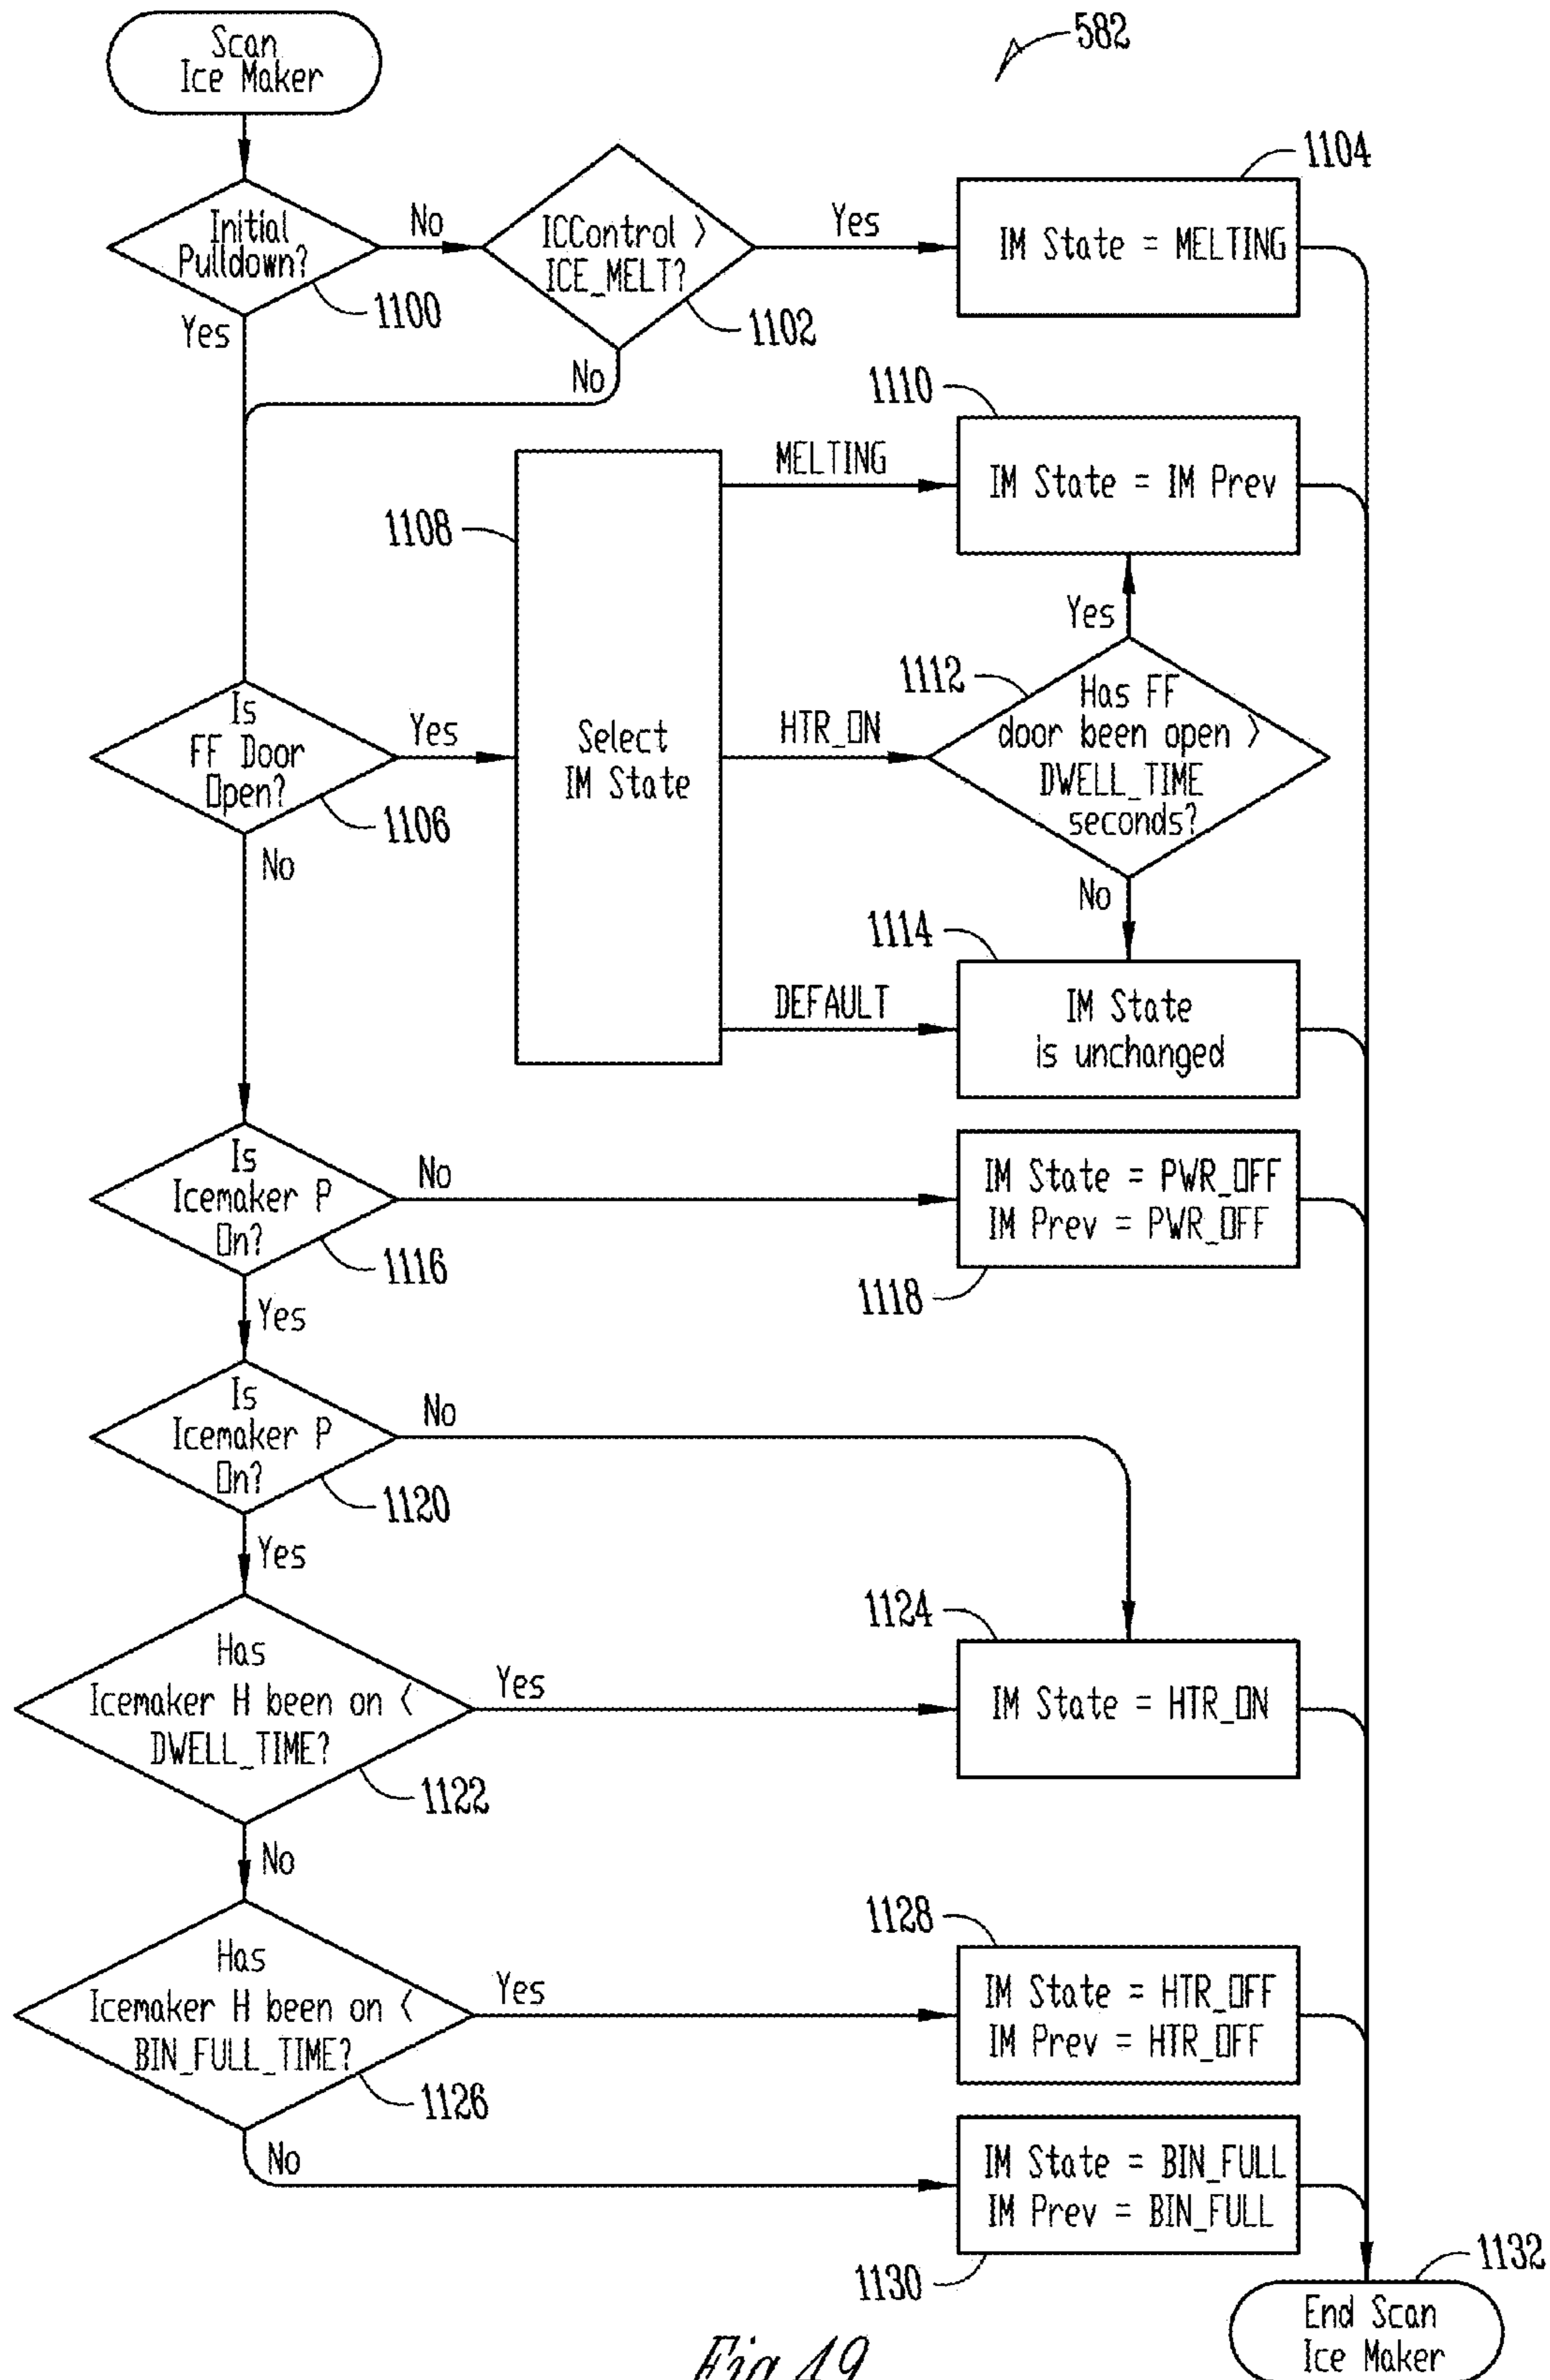 Scan
Ice Maker
582
Initial
Pulldown?
1100
No
Yes
ICControl >
ICE_MELT?
1102
Yes
No
1104
IM State = MELTING
1110
IM State = IM Prev
MELTING
1108
Select
IM State
Yes
1112
Has FF
door been open >
DWELL_TIME
seconds?
HTR_ON
Is
FF Door
Open?
Yes
1106
No
No
1114
IM State
is unchanged
DEFAULT
Is
Icemaker P
On?
No
1116
Yes
IM State = PWR_OFF
IM Prev = PWR_OFF
1118
Is
Icemaker P
On?
No
1120
Yes
1124
IM State = HTR_ON
Has
Icemaker H been on <
DWELL_TIME?
Yes
1122
No
1128
IM State = HTR_OFF
IM Prev = HTR_OFF
Has
Icemaker H been on <
BIN_FULL_TIME?
Yes
1126
No
IM State = BIN_FULL
IM Prev = BIN_FULL
1130
1132
End Scan
Ice Maker
Fig. 49